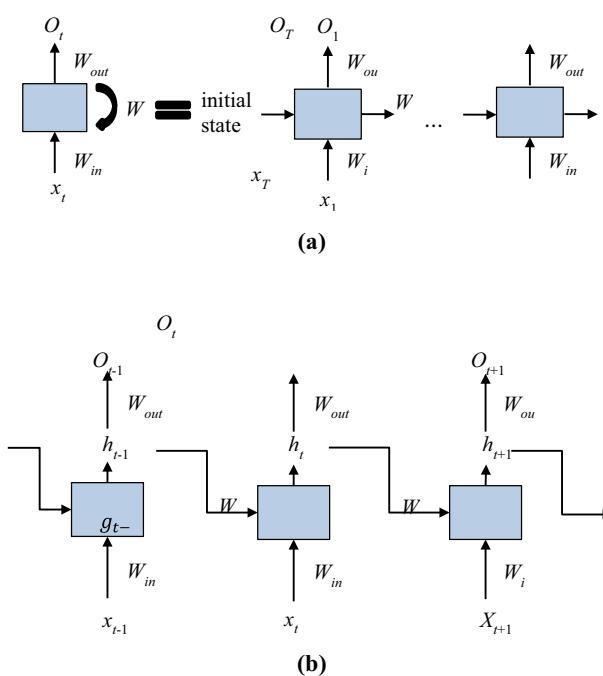 O_t O_T O_1
W_out W_ou W_out
W initial W ...
state
W_in W_i W_in
x_t x_T x_1
(a)
O_t
O_t-1 O_t+1
W_out W_out W_ou
h_t-1 h_t h_t+1
g_t− W W
W_in W_in W_i
x_t-1 x_t X_t+1
(b)